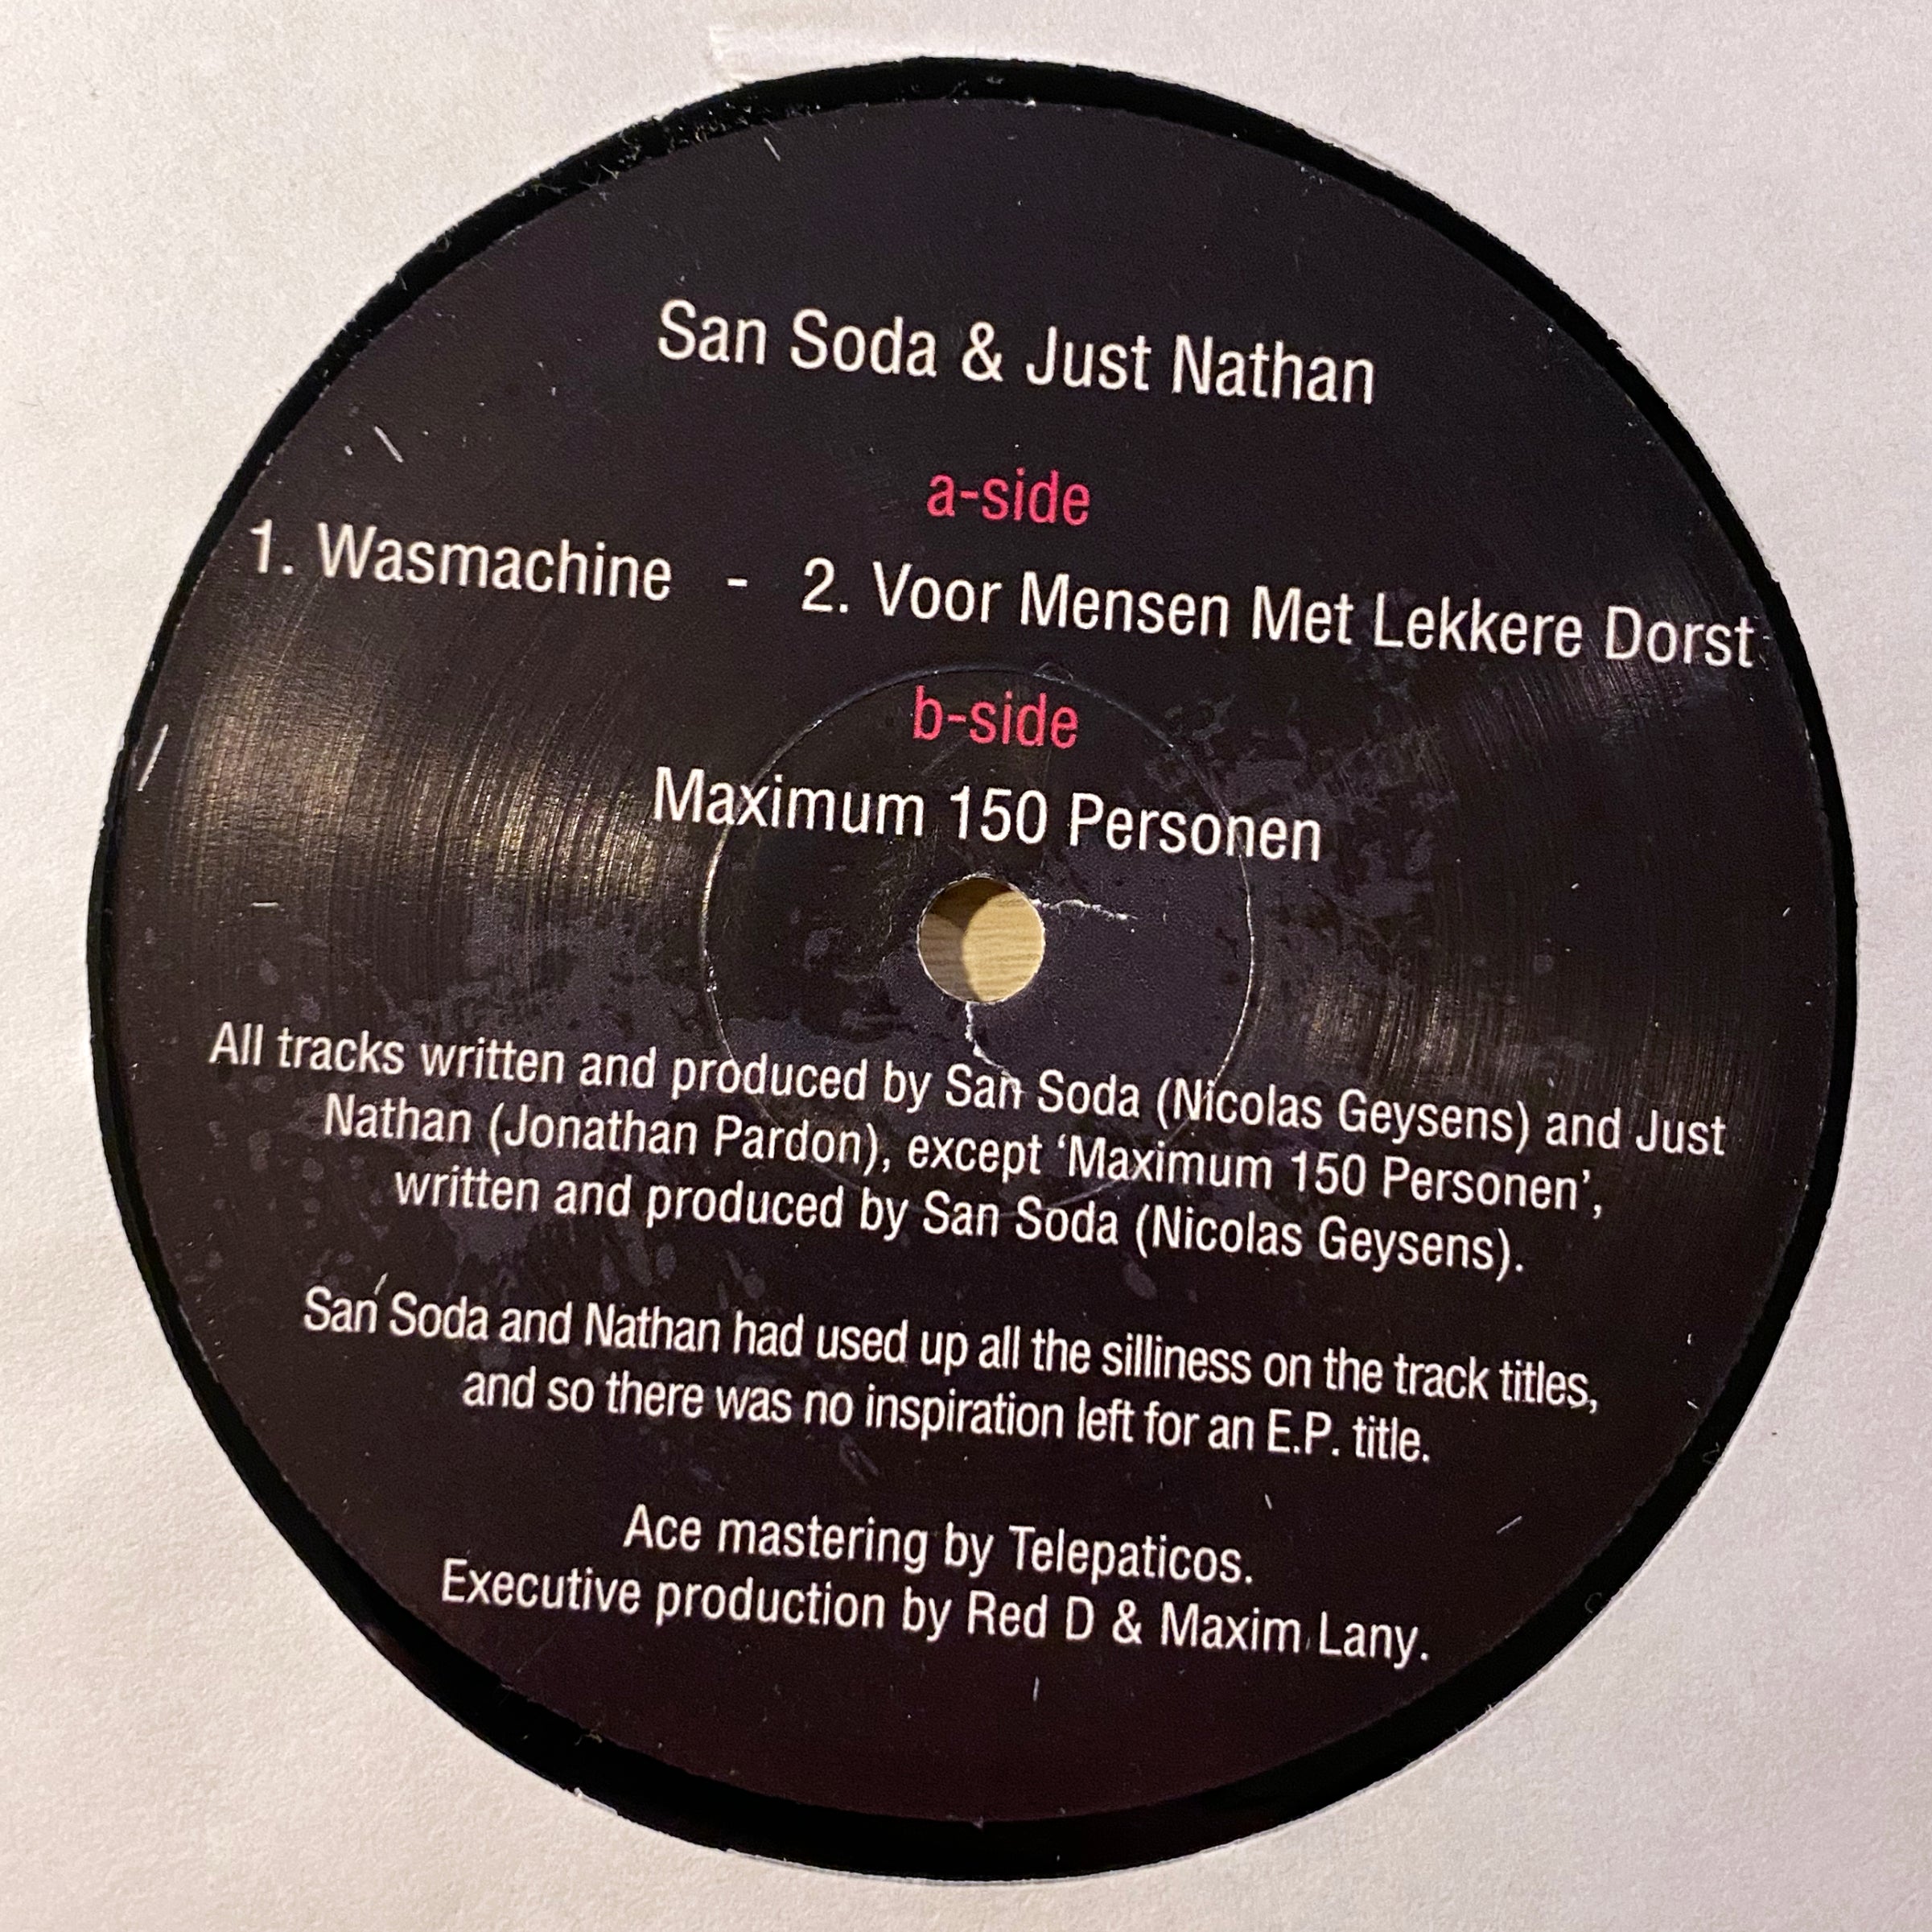 San Soda & Just Nathan
a-side
1. Wasmachine - 2. Voor Mensen Met Lekkere Dorst
b-side
Maximum 150 Personen
All tracks written and produced by San Soda (Nicolas Geysens) and Just
Nathan (Jonathan Pardon), except ‘Maximum 150 Personen’,
written and produced by San Soda (Nicolas Geysens).
San Soda and Nathan had used up all the silliness on the track titles,
and so there was no inspiration left for an E.P. title.
Ace mastering by Telepaticos.
Executive production by Red D & Maxim Lany.